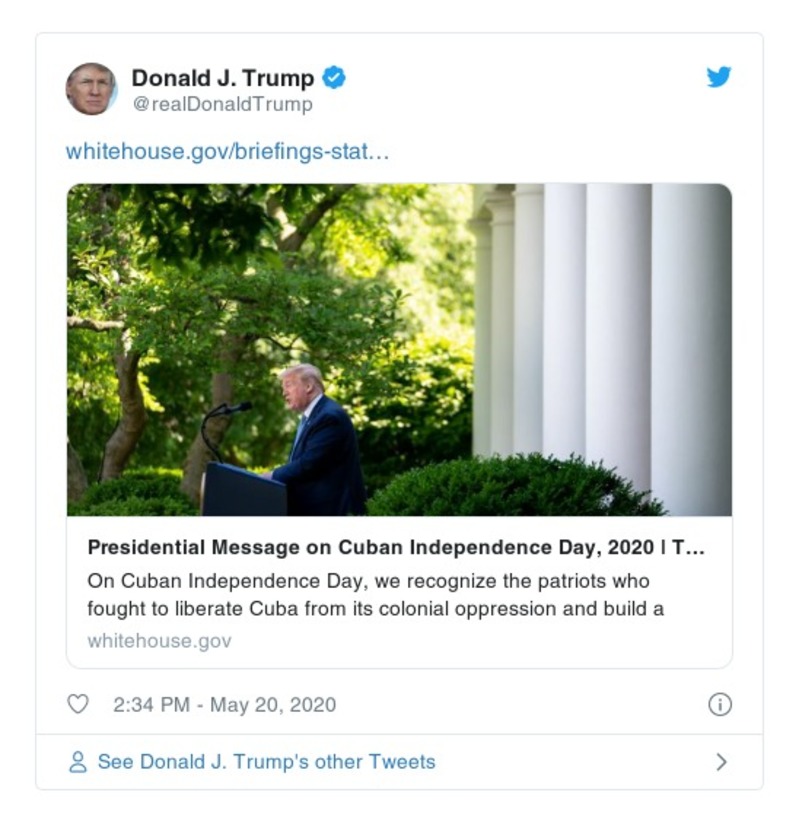 Donald J. Trump
@realDonaldTrump
whitehouse.gov/briefings-stat…
Presidential Message on Cuban Independence Day, 2020 | T…
On Cuban Independence Day, we recognize the patriots who
fought to liberate Cuba from its colonial oppression and build a
whitehouse.gov
2:34 PM - May 20, 2020
See Donald J. Trump's other Tweets